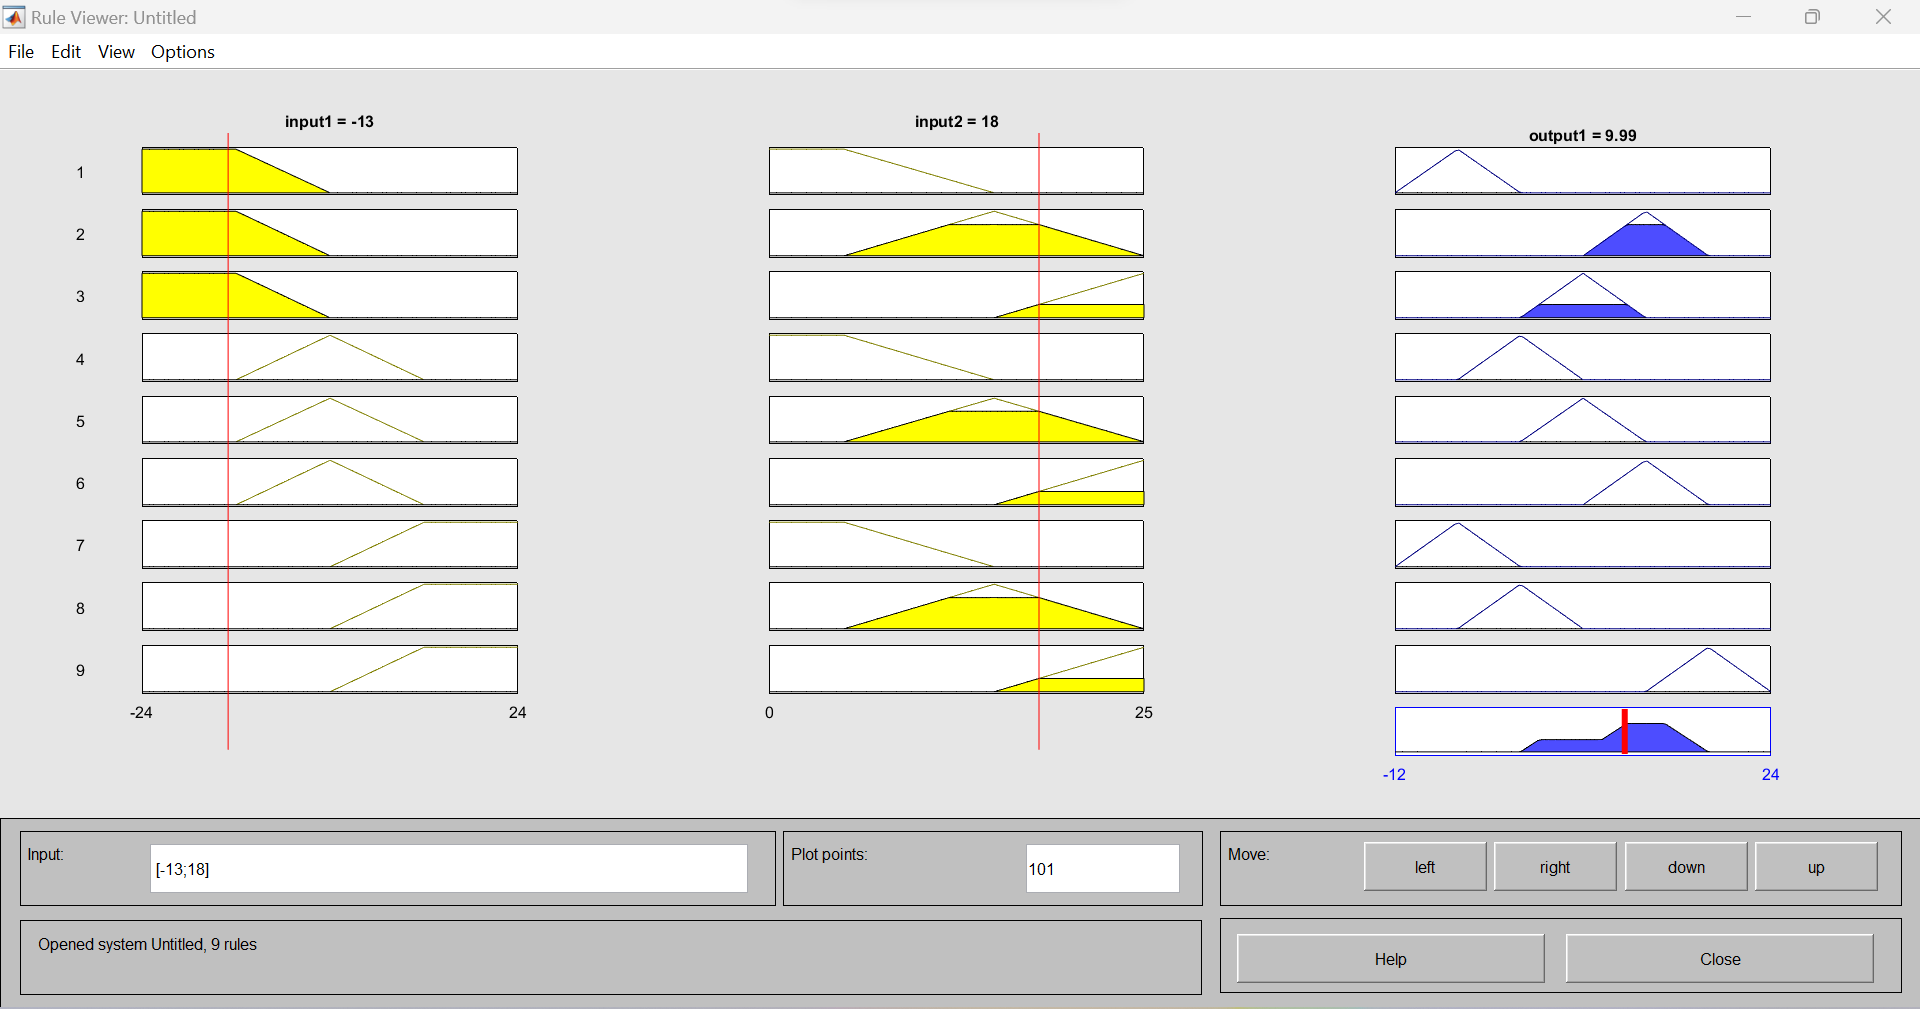 Rule Viewer: Untitled
File Edit View Options
input1 = -13
input2 = 18
output1 = 9.99
1
2
3
4
5
6
7
8
9
-24
24
0
25
-12
24
Input:
[-13;18]
Plot points:
101
Move:
left
right
down
up
Opened system Untitled, 9 rules
Help
Close